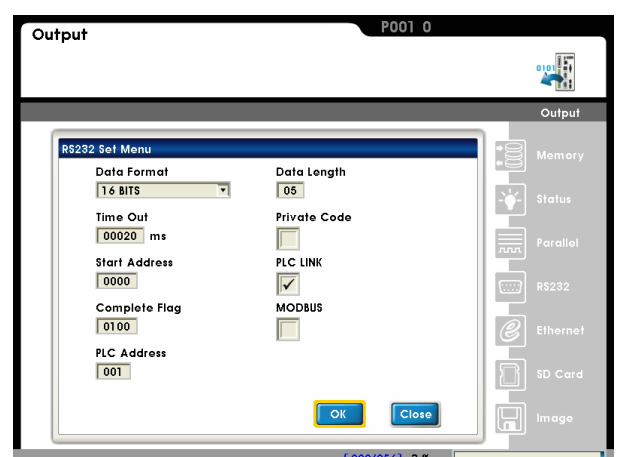 Output
P001 0
0101
Output
RS232 Set Menu
Data Format
Data Length
16 BITS
05
Time Out
Private Code
00020 ms
Start Address
PLC LINK
0000
Complete Flag
MODBUS
0100
PLC Address
001
OK
Close
Memory
Status
Parallel
RS232
Ethernet
SD Card
Image